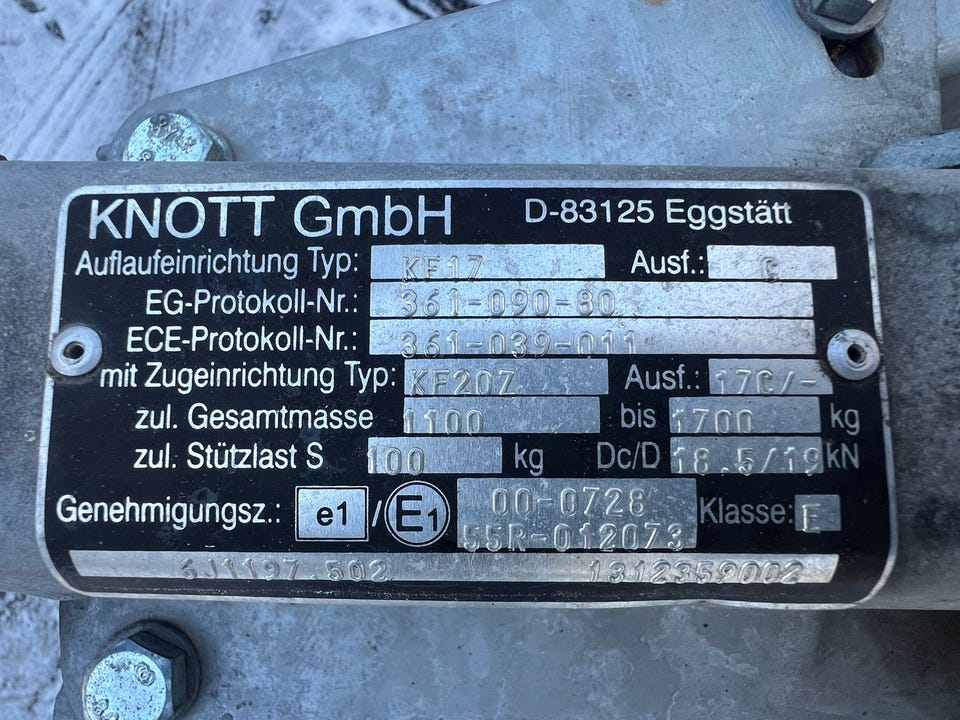 KNOTT GmbH D-83125 Eggstätt
Auflaufeinrichtung Typ: KF17 Ausf.: C
EG-Protokoll-Nr.: 361-090-80
ECE-Protokoll-Nr.: 361-039-011
mit Zugeinrichtung Typ: KF20Z Ausf.: 17C/-
zul. Gesamtmasse 1100 bis 1700 kg
zul. Stützlast S 100 kg Dc/D 18.5/19 kN
Genehmigungsz.: e1 / E1 00-0728
55R-012073 Klasse: E
6J1197.502 1312359002